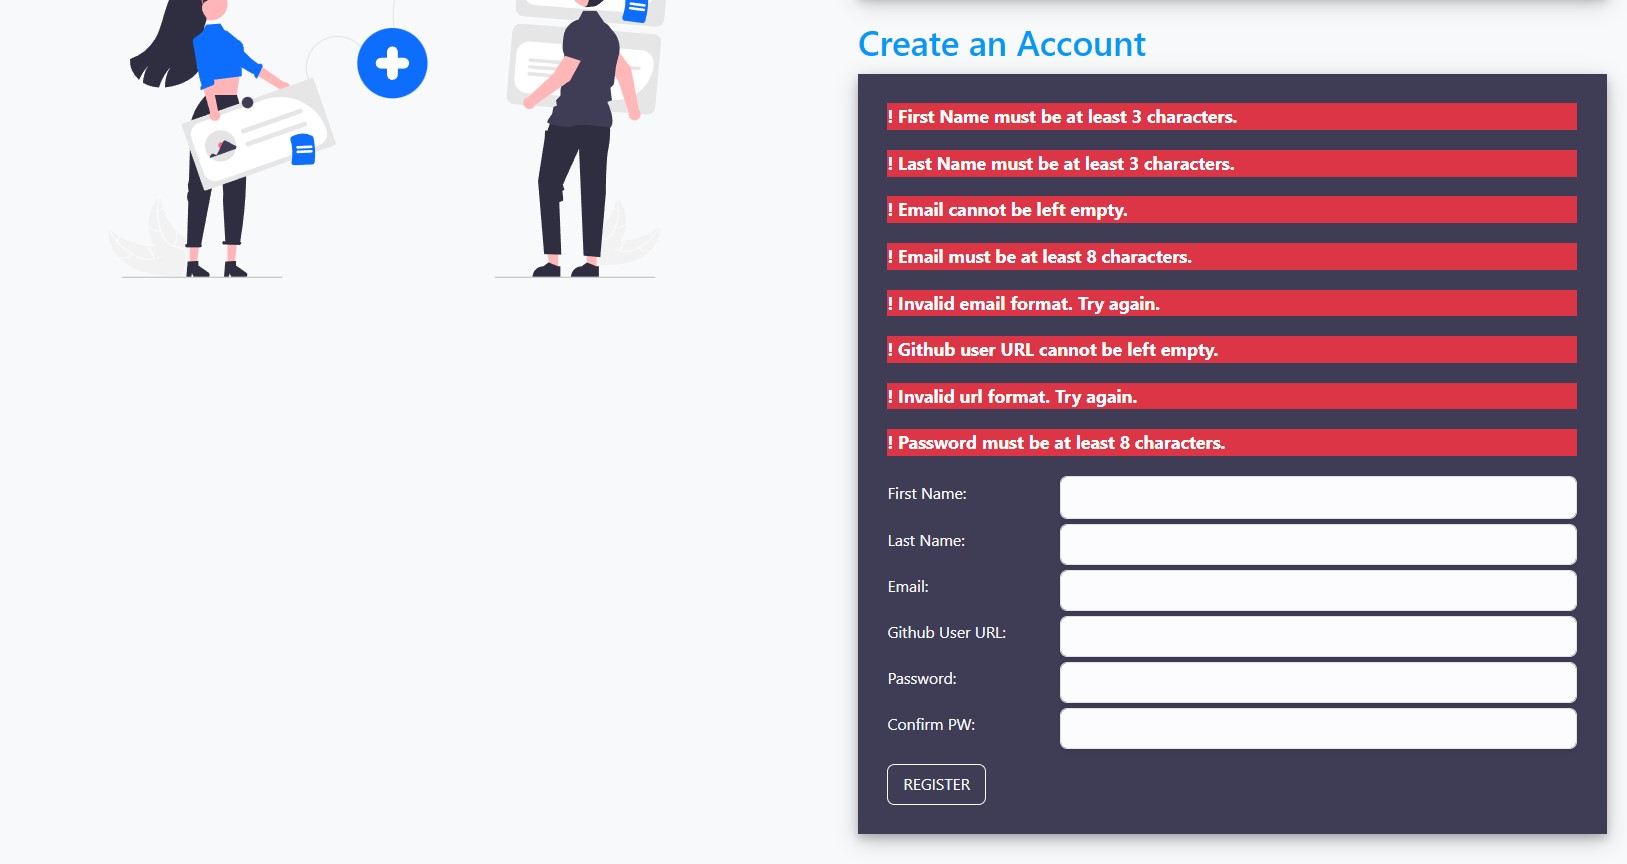 Create an Account
! First Name must be at least 3 characters.
! Last Name must be at least 3 characters.
! Email cannot be left empty.
! Email must be at least 8 characters.
! Invalid email format. Try again.
! Github user URL cannot be left empty.
! Invalid url format. Try again.
! Password must be at least 8 characters.
First Name:
Last Name:
Email:
Github User URL:
Password:
Confirm PW:
REGISTER